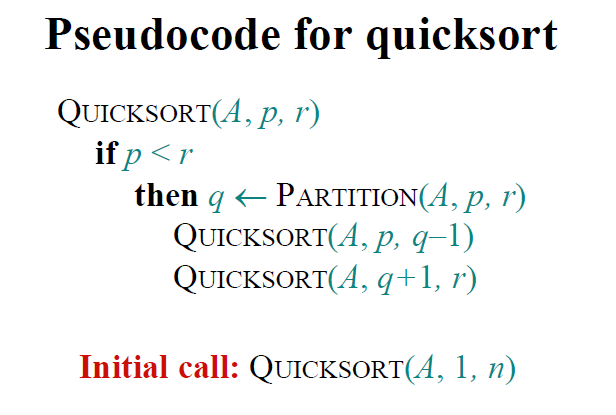 Pseudocode for quicksort
QUICKSORT(A, p, r)
if p < r
then q ← PARTITION(A, p, r)
QUICKSORT(A, p, q–1)
QUICKSORT(A, q+1, r)
Initial call: QUICKSORT(A, 1, n)